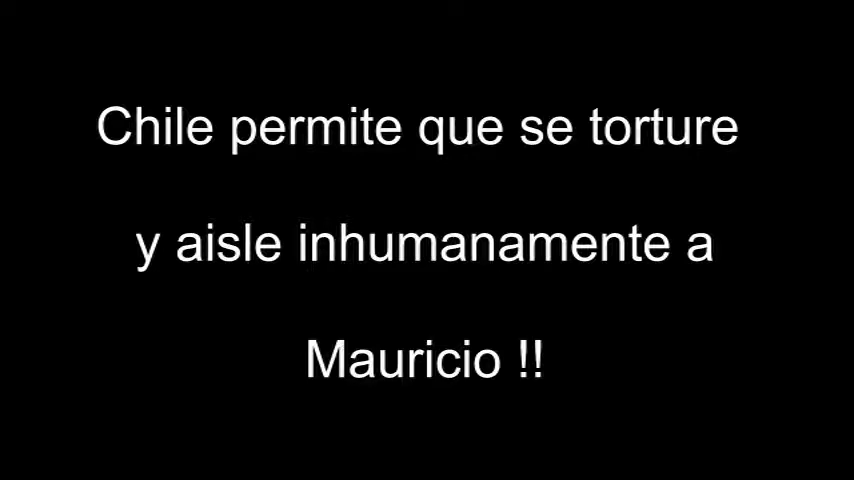 Chile permite que se torture
y aisle inhumanamente a
Mauricio !!